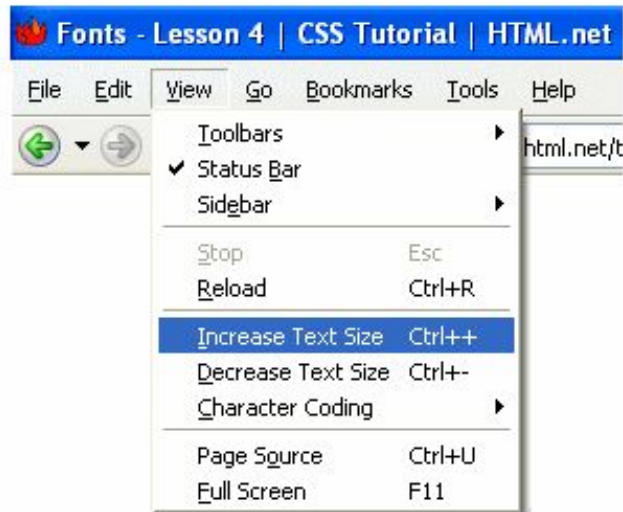 Fonts - Lesson 4 | CSS Tutorial | HTML.net
File Edit View Go Bookmarks Tools Help
html.net/t
Toolbars
Status Bar
Sidebar
Stop Esc
Reload Ctrl+R
Increase Text Size Ctrl++
Decrease Text Size Ctrl+-
Character Coding
Page Source Ctrl+U
Full Screen F11